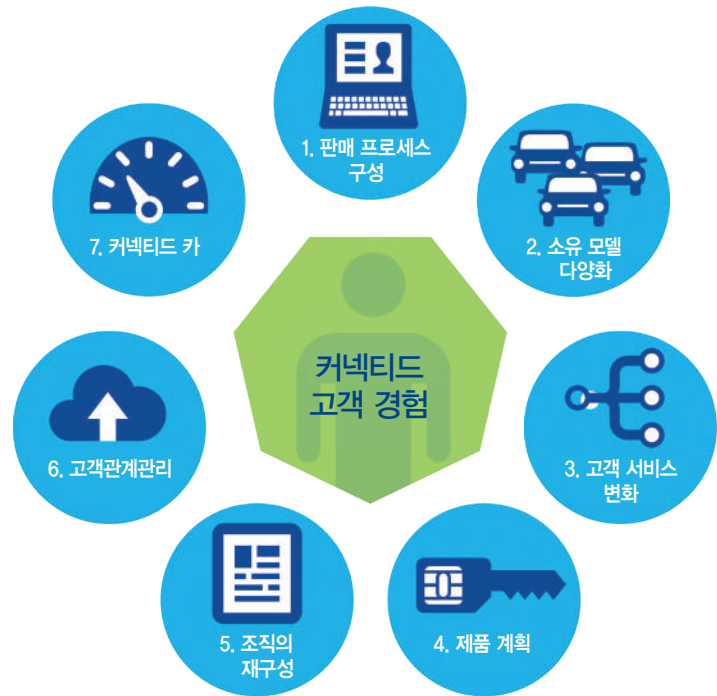 1. 판매 프로세스
구성
2. 소유 모델
다양화
3. 고객 서비스
변화
4. 제품 계획
5. 조직의
재구성
6. 고객관계관리
7. 커넥티드 카
커넥티드
고객 경험